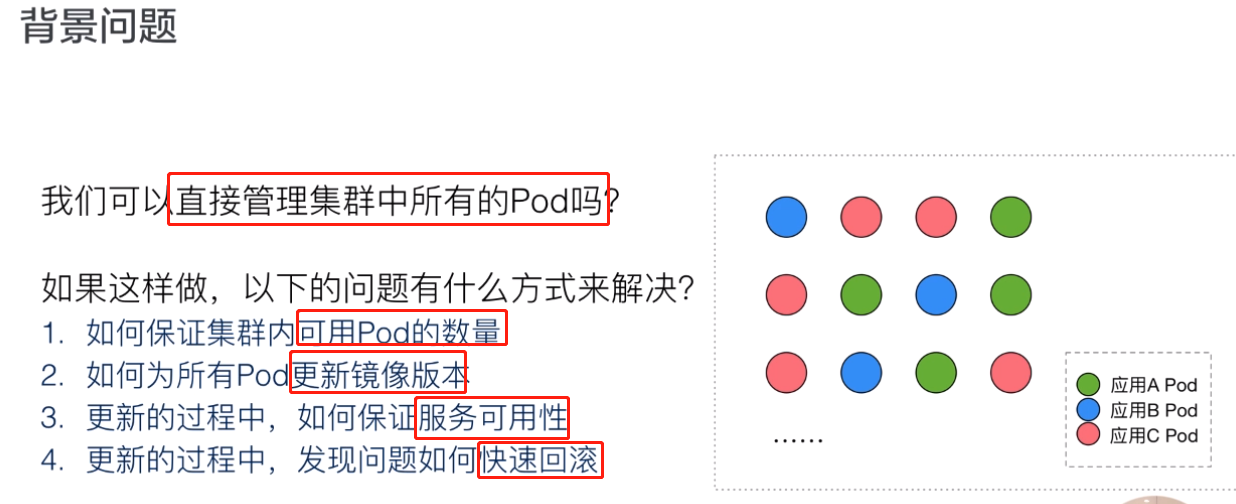 背景问题
我们可以直接管理集群中所有的Pod吗?
如果这样做，以下的问题有什么方式来解决?
1. 如何保证集群内可用Pod的数量
2. 如何为所有Pod更新镜像版本
3. 更新的过程中，如何保证服务可用性
4. 更新的过程中，发现问题如何快速回滚
......
应用A Pod
应用B Pod
应用C Pod